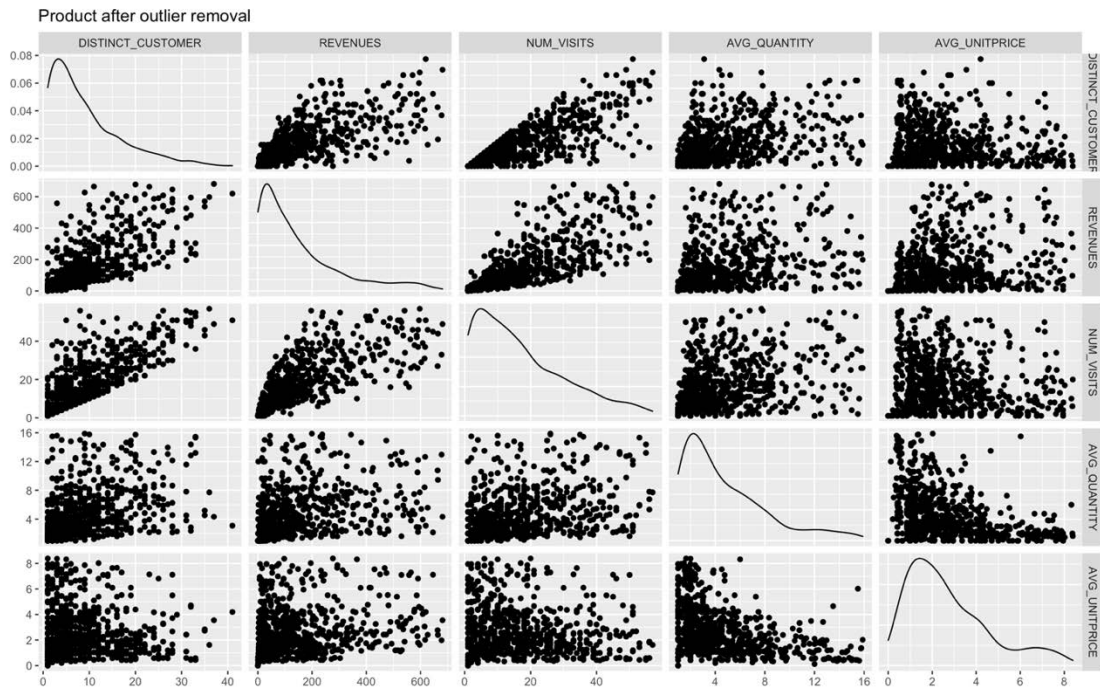 Product after outlier removal
DISTINCT_CUSTOMER REVENUES NUM_VISITS AVG_QUANTITY AVG_UNITPRICE
0.08
0.06
0.04
0.02
0.00
DISTINCT_CUSTOMER
600
400
200
0
REVENUES
40
20
0
NUM_VISITS
16
12
8
4
AVG_QUANTITY
8
6
4
2
0
AVG_UNITPRICE
0 10 20 30 40 0 200 400 600 0 20 40 4 8 12 16 0 2 4 6 8